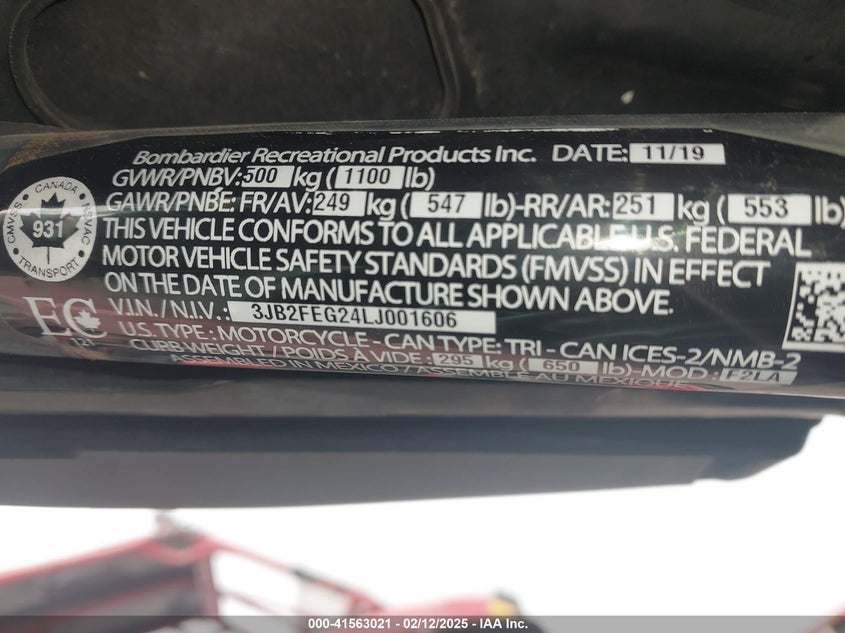 Bombardier Recreational Products Inc. DATE: 11/19
GVWR/PNBV: 500 kg ( 1100 lb)
GAWR/PNBE: FR/AV: 249 kg ( 547 lb)-RR/AR: 251 kg ( 553 lb)
THIS VEHICLE CONFORMS TO ALL APPLICABLE U.S. FEDERAL
MOTOR VEHICLE SAFETY STANDARDS (FMVSS) IN EFFECT
ON THE DATE OF MANUFACTURE SHOWN ABOVE.
V.I.N. / N.I.V.: 3JB2FEG24LJ001606
U.S. TYPE: MOTORCYCLE - CAN TYPE: TRI - CAN ICES-2/NMB-2
CURB WEIGHT / POIDS À VIDE: 295 kg ( 650 lb)-MOD: F2LA
ASSEMBLED IN MEXICO / ASSEMBLÉ AU MEXIQUE
CANADA
CMVSS
931
NSVAC
TRANSPORT
EC
121
000-41563021 - 02/12/2025 - IAA Inc.